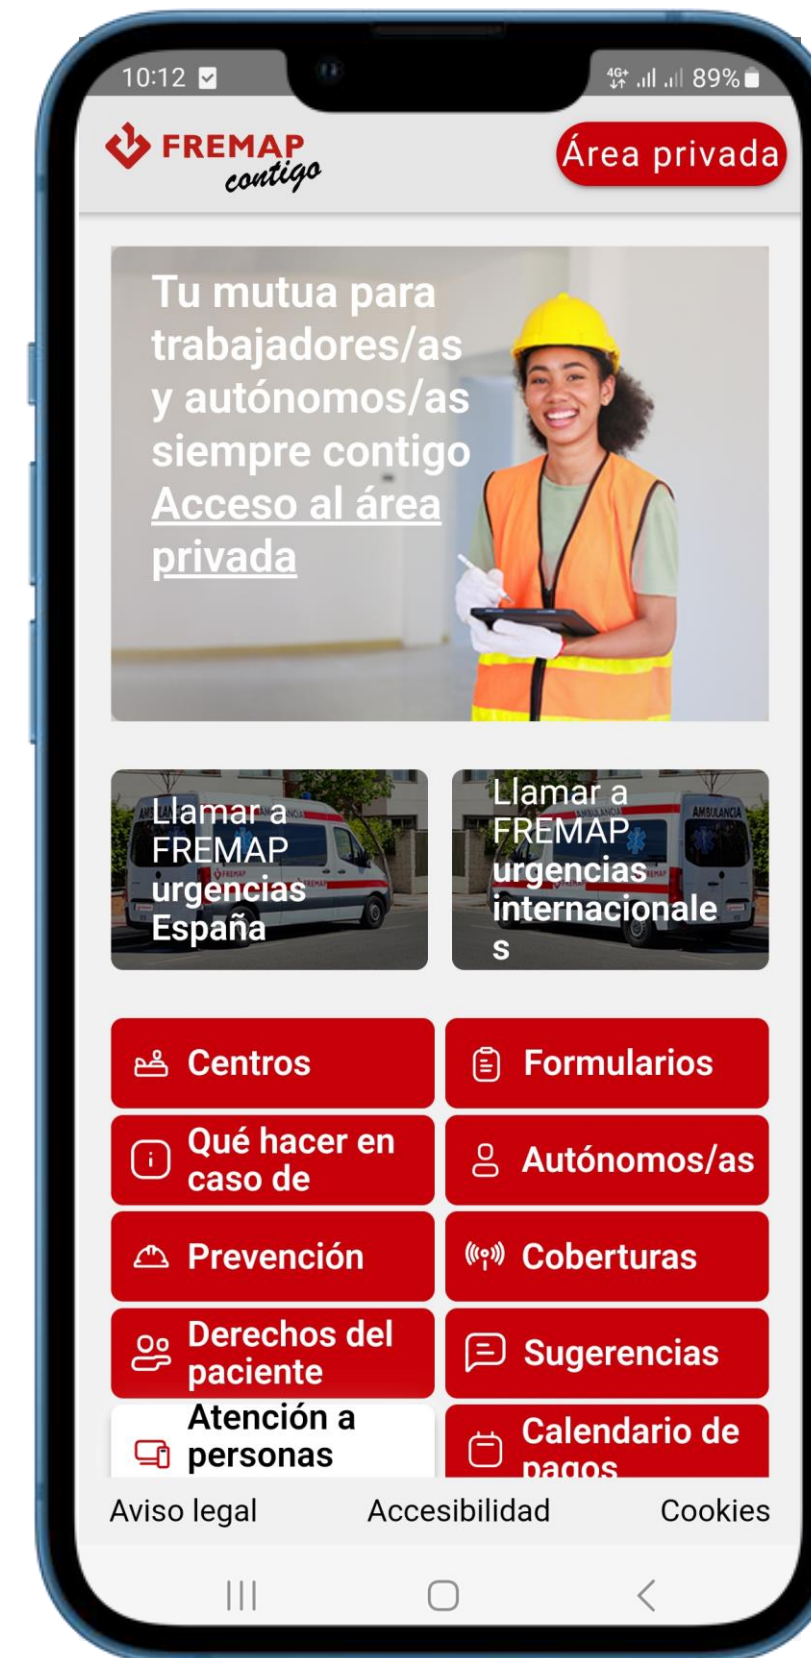 10:12
4G+ 89%
FREMAP
contigo
Área privada
Tu mutua para
trabajadores/as
y autónomos/as
siempre contigo
Acceso al área
privada
Llamar a
FREMAP
urgencias
España
Llamar a
FREMAP
urgencias
internacionale
s
AMBULANCIA
Centros
Formularios
Qué hacer en
caso de
Autónomos/as
Prevención
Coberturas
Derechos del
paciente
Sugerencias
Atención a
personas
Calendario de
pagos
Aviso legal
Accesibilidad
Cookies